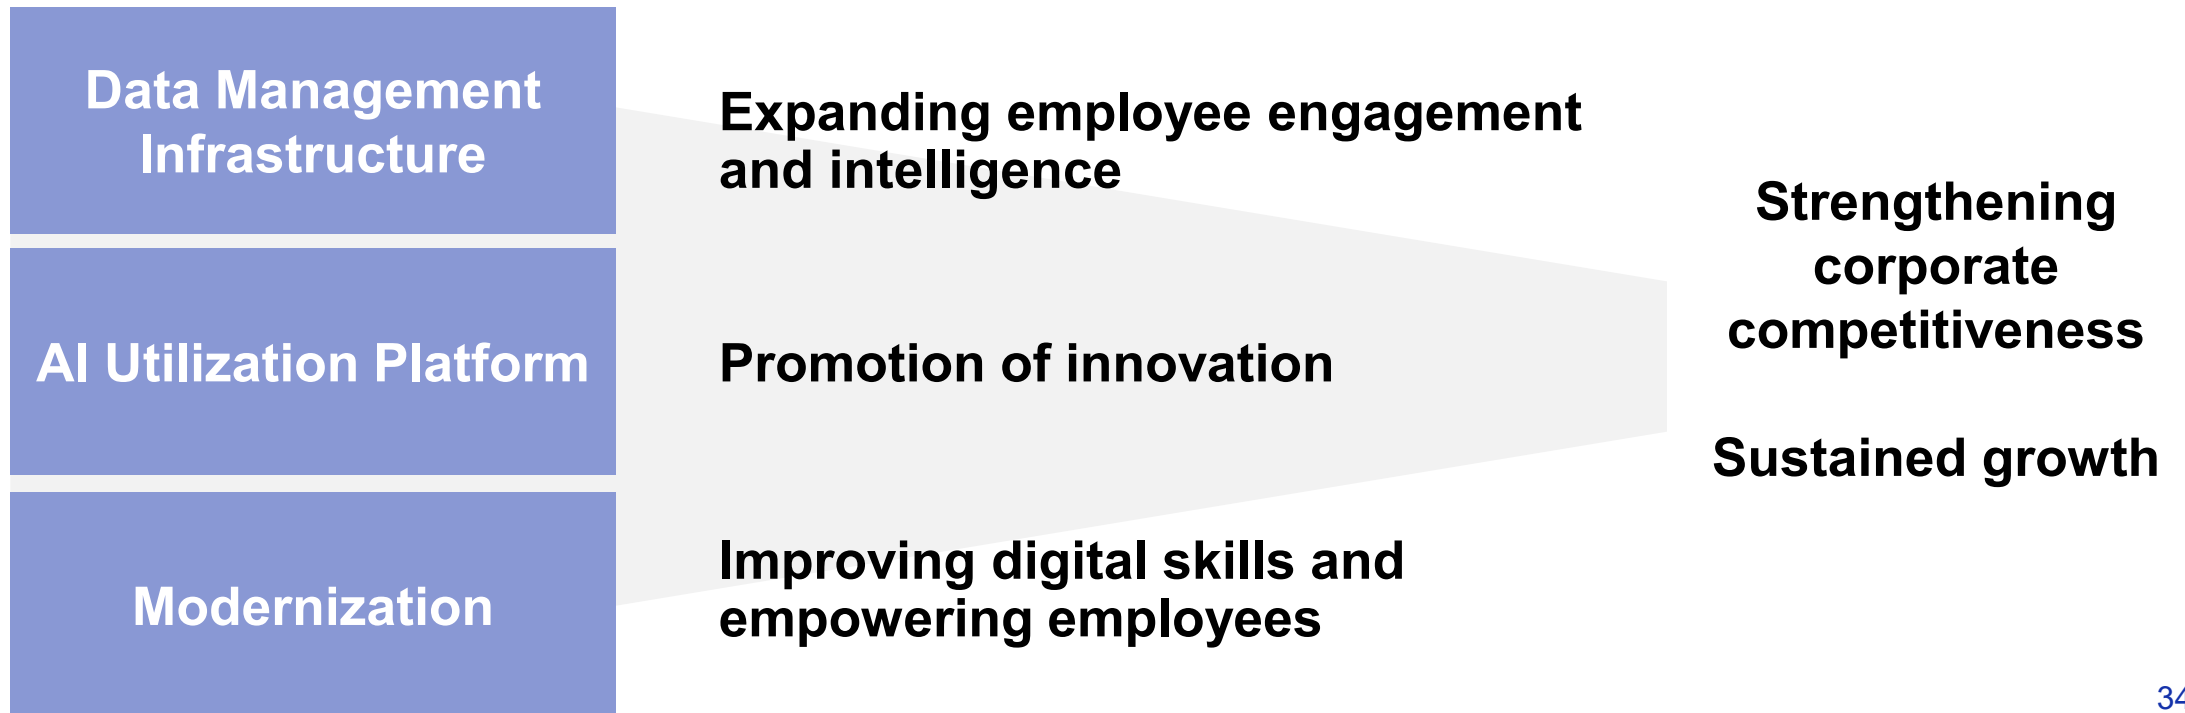 Data Management
Infrastructure
Expanding employee engagement
and intelligence
AI Utilization Platform
Promotion of innovation
Modernization
Improving digital skills and
empowering employees
Strengthening
corporate
competitiveness
Sustained growth
34